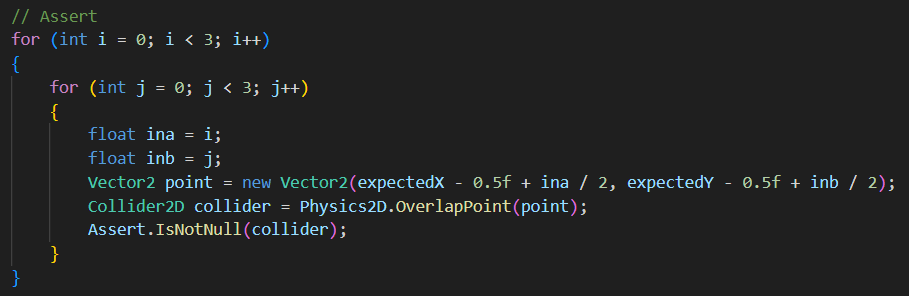 // Assert
for (int i = 0; i < 3; i++)
{
    for (int j = 0; j < 3; j++)
    {
        float ina = i;
        float inb = j;
        Vector2 point = new Vector2(expectedX - 0.5f + ina / 2, expectedY - 0.5f + inb / 2);
        Collider2D collider = Physics2D.OverlapPoint(point);
        Assert.IsNotNull(collider);
    }
}